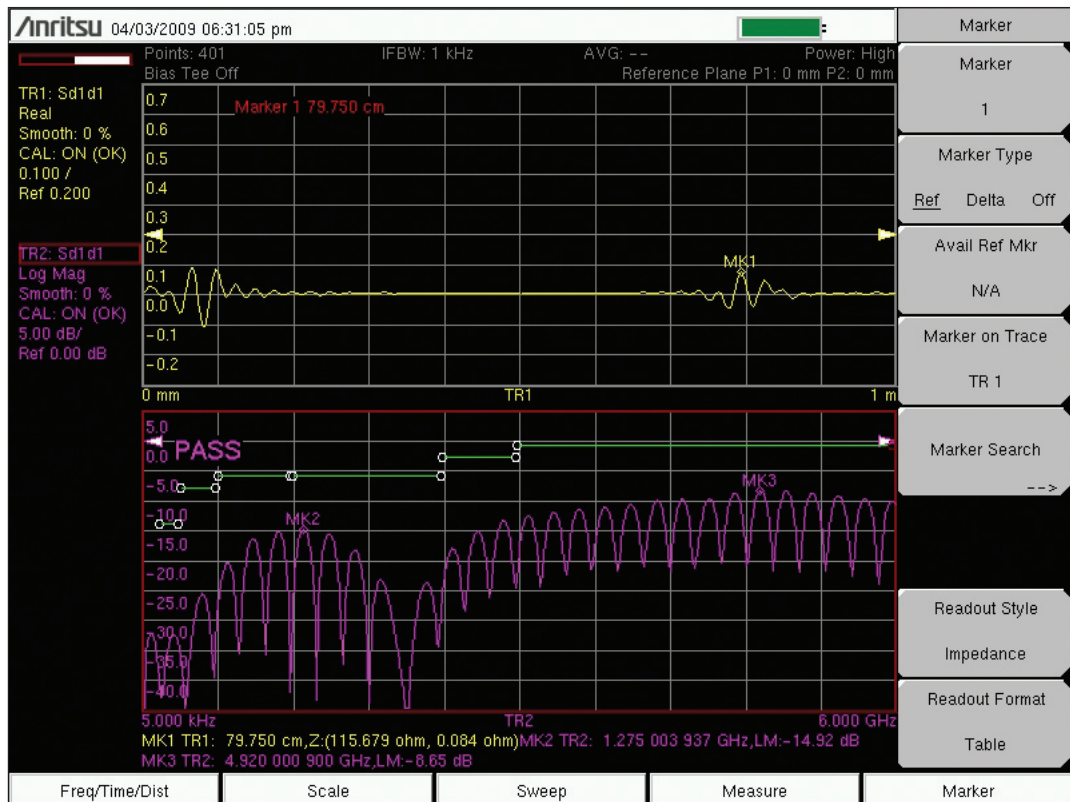 Anritsu 04/03/2009 06:31:05 pm
Points: 401 IFBW: 1 kHz AVG: -- Power: High
Bias Tee Off Reference Plane P1: 0 mm P2: 0 mm
TR1: Sd1d1
Real
Smooth: 0 %
CAL: ON (OK)
0.100 /
Ref 0.200
TR2: Sd1d1
Log Mag
Smooth: 0 %
CAL: ON (OK)
5.00 dB/
Ref 0.00 dB
Marker 1 79.750 cm
0.7
0.6
0.5
0.4
0.3
0.2
0.1
0.0
-0.1
-0.2
MK1
0 mm TR1 1 m
PASS
5.0
0.0
-5.0
-10.0
-15.0
-20.0
-25.0
-30.0
-35.0
-40.0
MK2
MK3
5.000 kHz TR2 6.000 GHz
MK1 TR1: 79.750 cm,Z:(115.679 ohm, 0.084 ohm)MK2 TR2: 1.275 003 937 GHz,LM:-14.92 dB
MK3 TR2: 4.920 000 900 GHz,LM:-8.65 dB
Marker
Marker
1
Marker Type
Ref Delta Off
Avail Ref Mkr
N/A
Marker on Trace
TR 1
Marker Search
-->
Readout Style
Impedance
Readout Format
Table
Freq/Time/Dist Scale Sweep Measure Marker